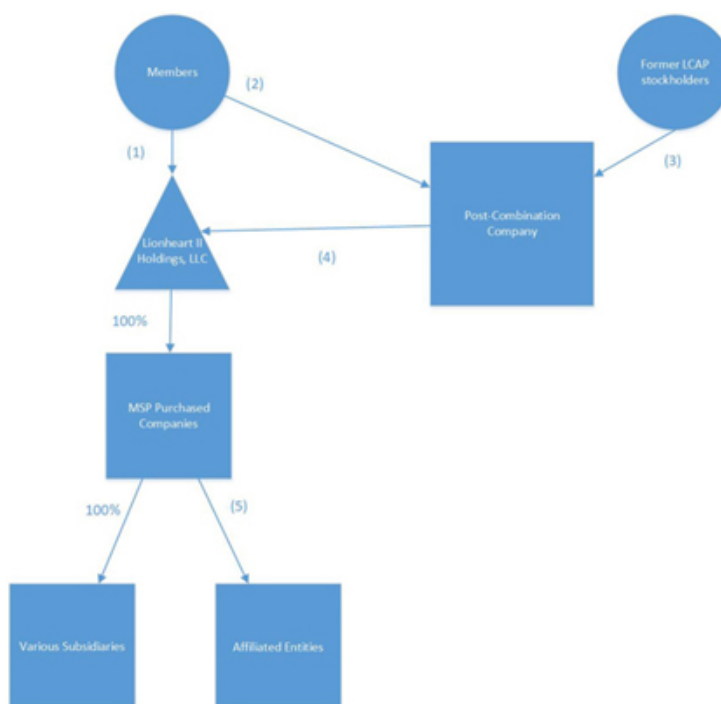 Members
Former LCAP
stockholders
(2)
(1)
(3)
Post-Combination
Company
Lionheart II
Holdings, LLC
(4)
100%
MSP Purchased
Companies
100%
(5)
Various Subsidiaries
Affiliated Entities